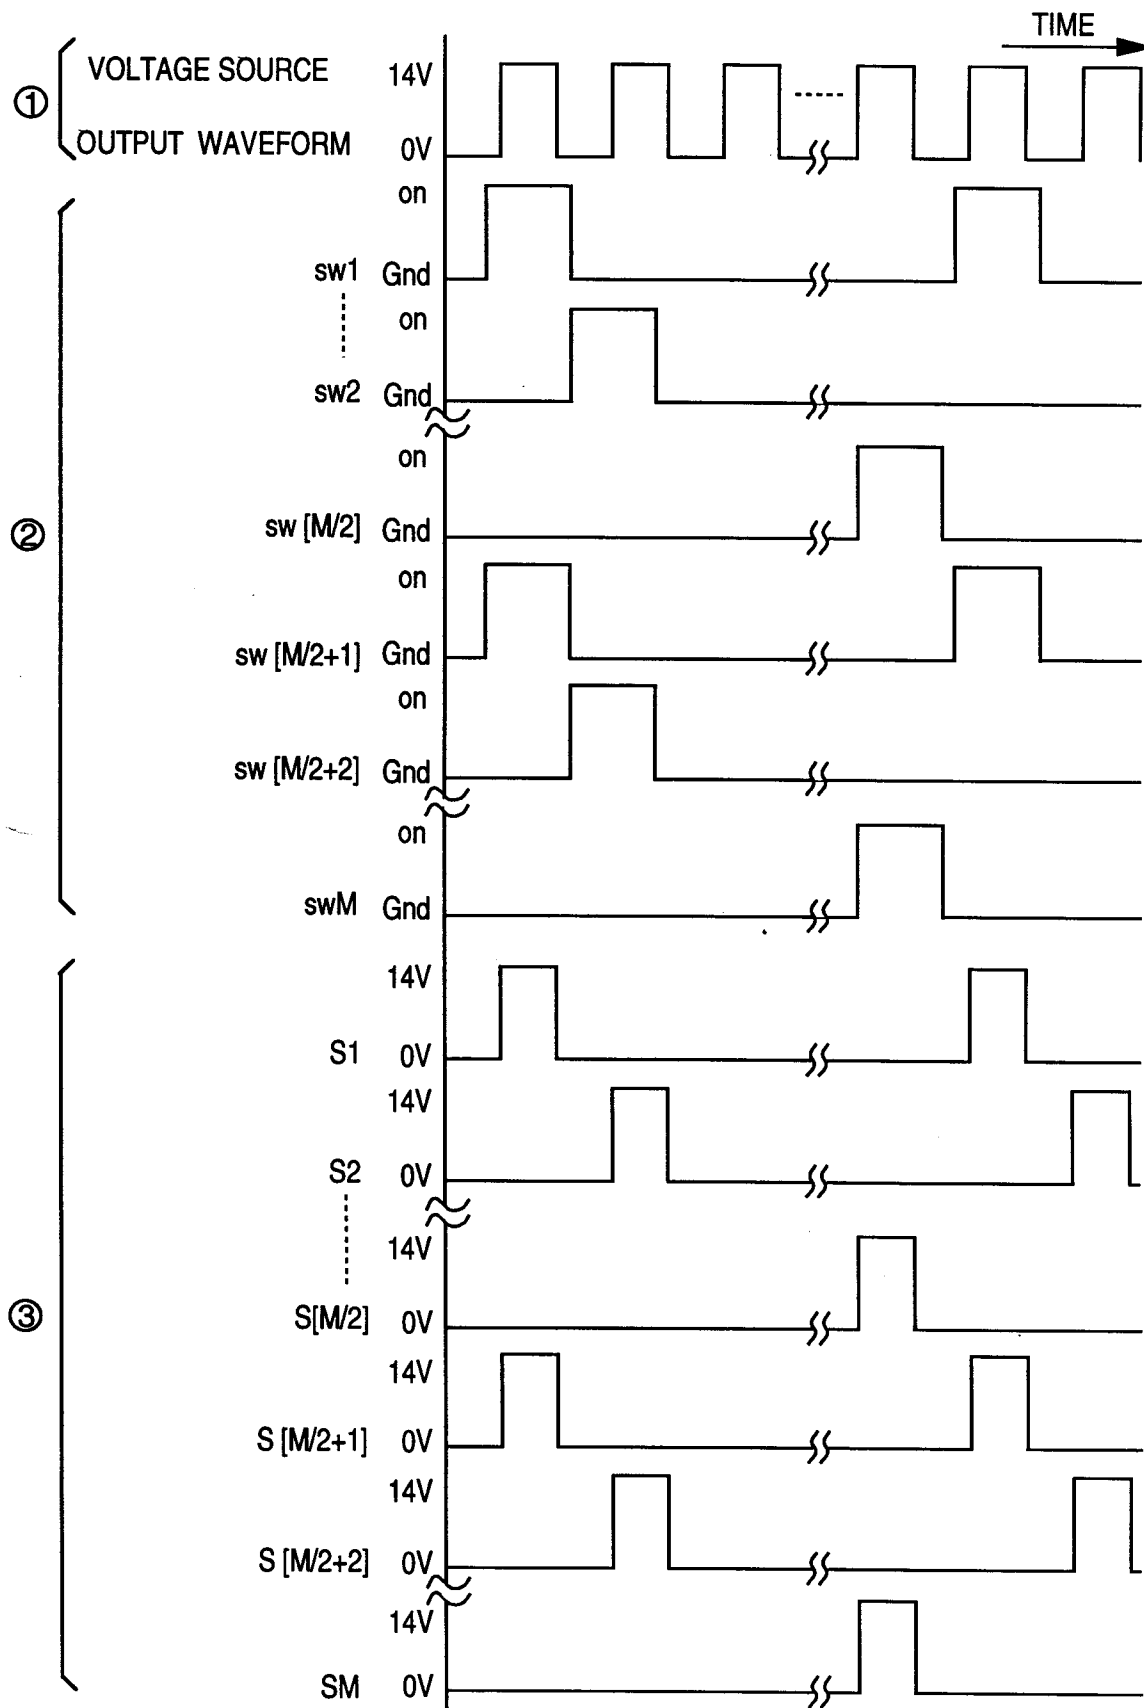 TIME
① VOLTAGE SOURCE 14V
OUTPUT WAVEFORM 0V
②
on
sw1 Gnd
on
sw2 Gnd
on
sw [M/2] Gnd
on
sw [M/2+1] Gnd
on
sw [M/2+2] Gnd
on
swM Gnd
③
14V
S1 0V
14V
S2 0V
14V
S[M/2] 0V
14V
S [M/2+1] 0V
14V
S [M/2+2] 0V
14V
SM 0V